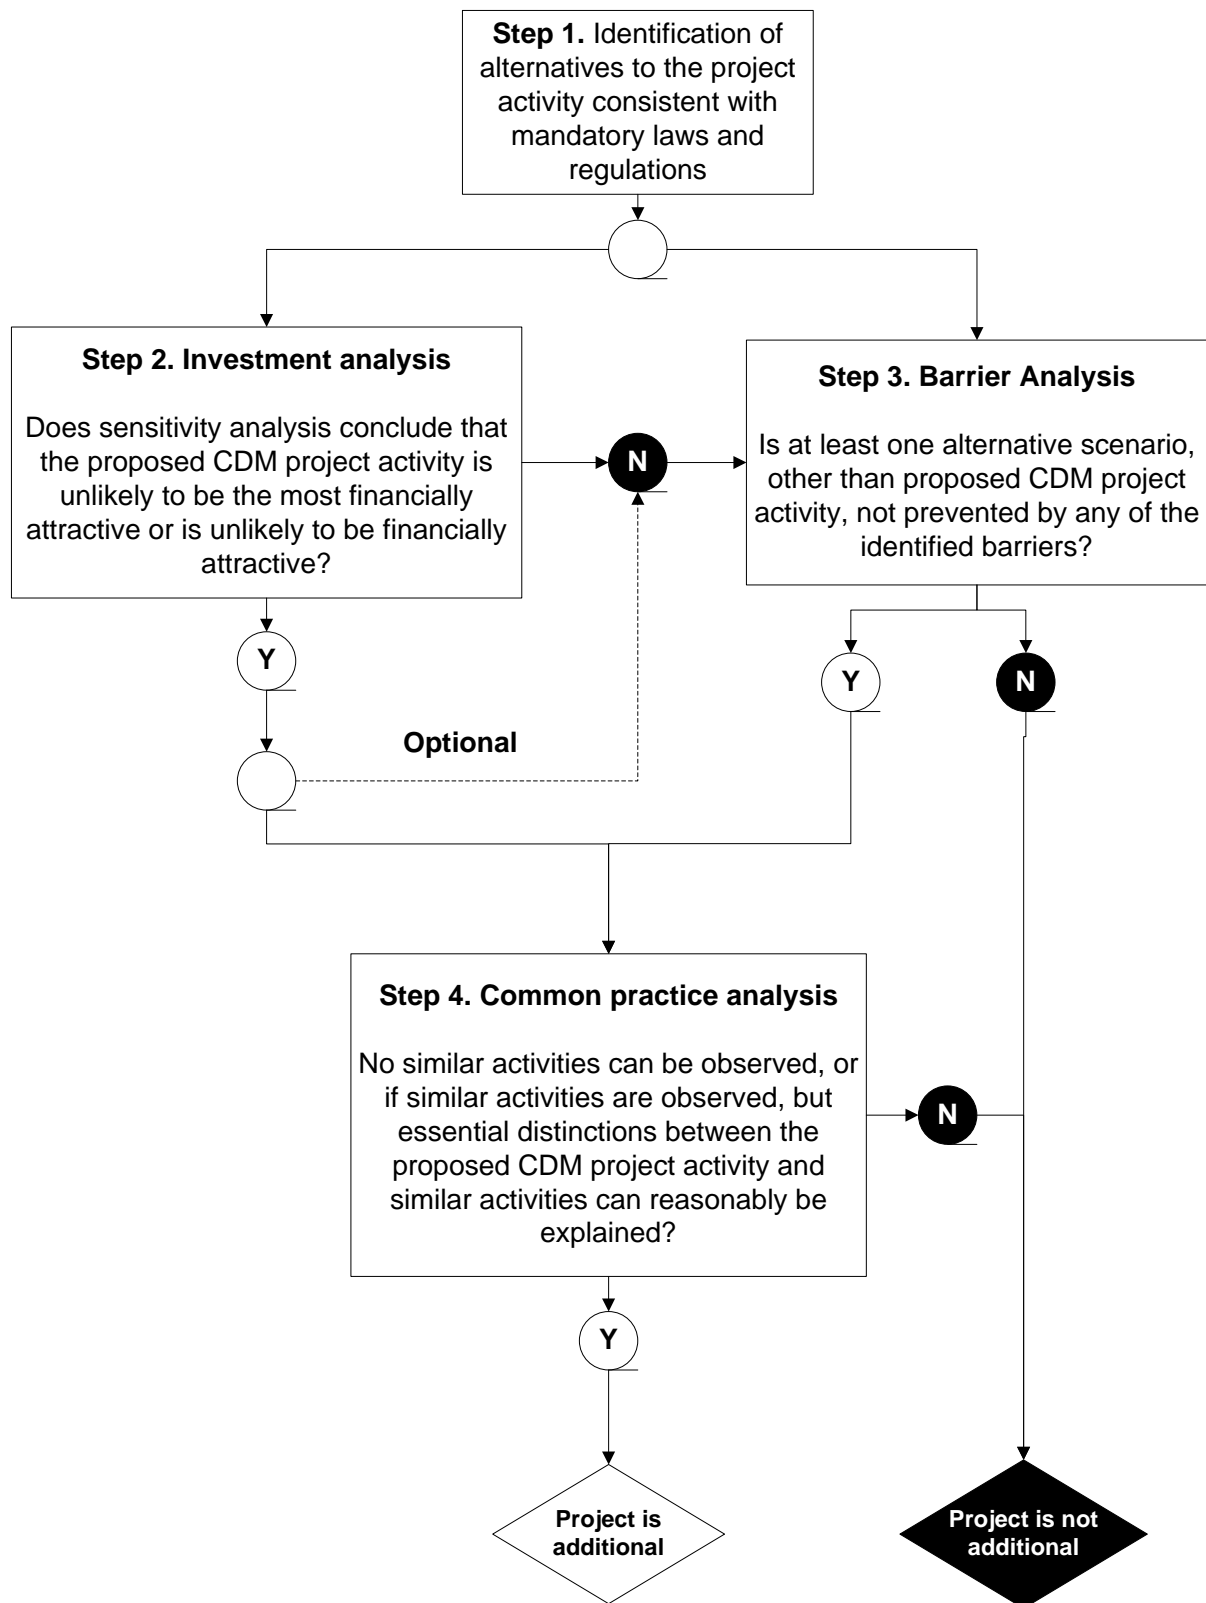 Step 1. Identification of
alternatives to the project
activity consistent with
mandatory laws and
regulations
Step 2. Investment analysis
Does sensitivity analysis conclude that
the proposed CDM project activity is
unlikely to be the most financially
attractive or is unlikely to be financially
attractive?
N
Step 3. Barrier Analysis
Is at least one alternative scenario,
other than proposed CDM project
activity, not prevented by any of the
identified barriers?
Y
Y
N
Optional
Step 4. Common practice analysis
No similar activities can be observed, or
if similar activities are observed, but
essential distinctions between the
proposed CDM project activity and
similar activities can reasonably be
explained?
N
Y
Project is
additional
Project is not
additional